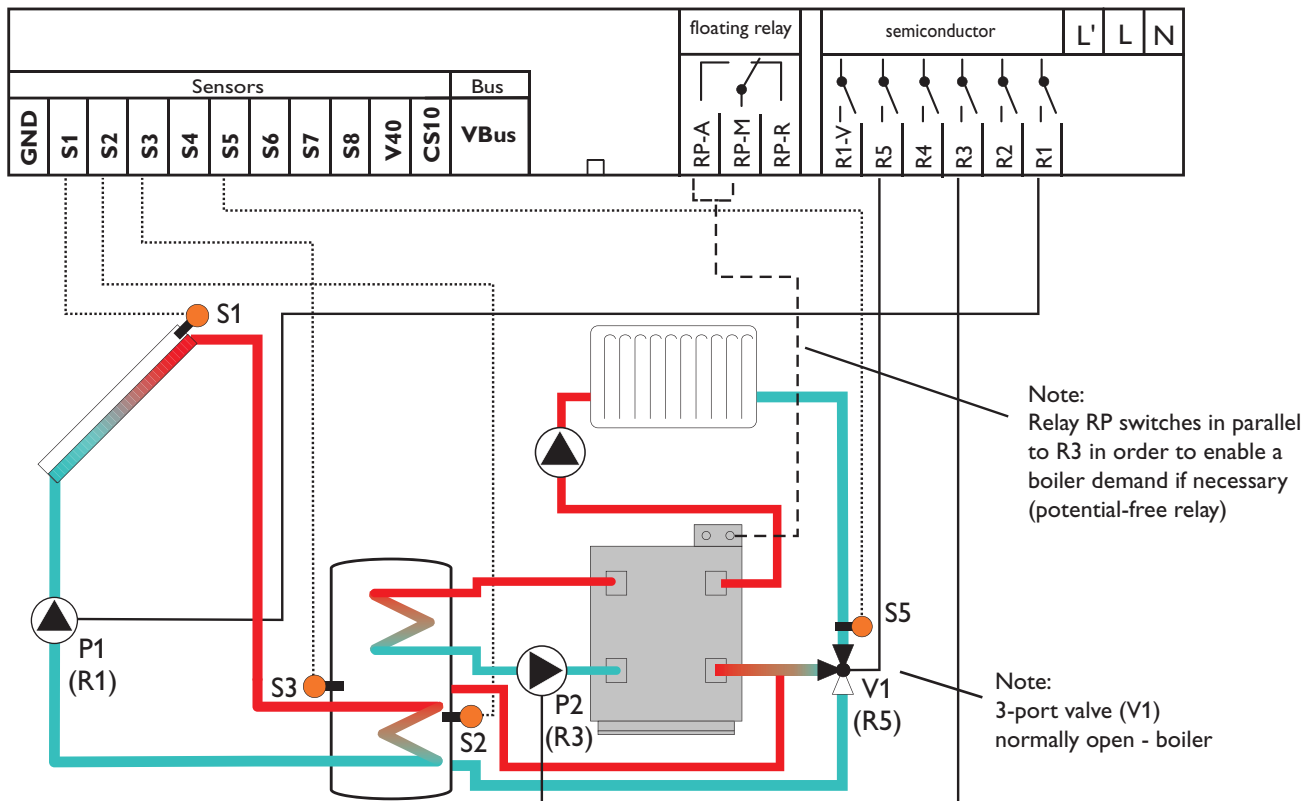 floating relay
semiconductor
L' L N
Sensors
Bus
GND
S1
S2
S3
S4
S5
S6
S7
S8
V40
CS10
VBus
RP-A
RP-M
RP-R
R1-V
R5
R4
R3
R2
R1
S1
Note:
Relay RP switches in parallel
to R3 in order to enable a
boiler demand if necessary
(potential-free relay)
S5
P1
(R1)
S3
S2
P2
(R3)
V1
(R5)
Note:
3-port valve (V1)
normally open - boiler